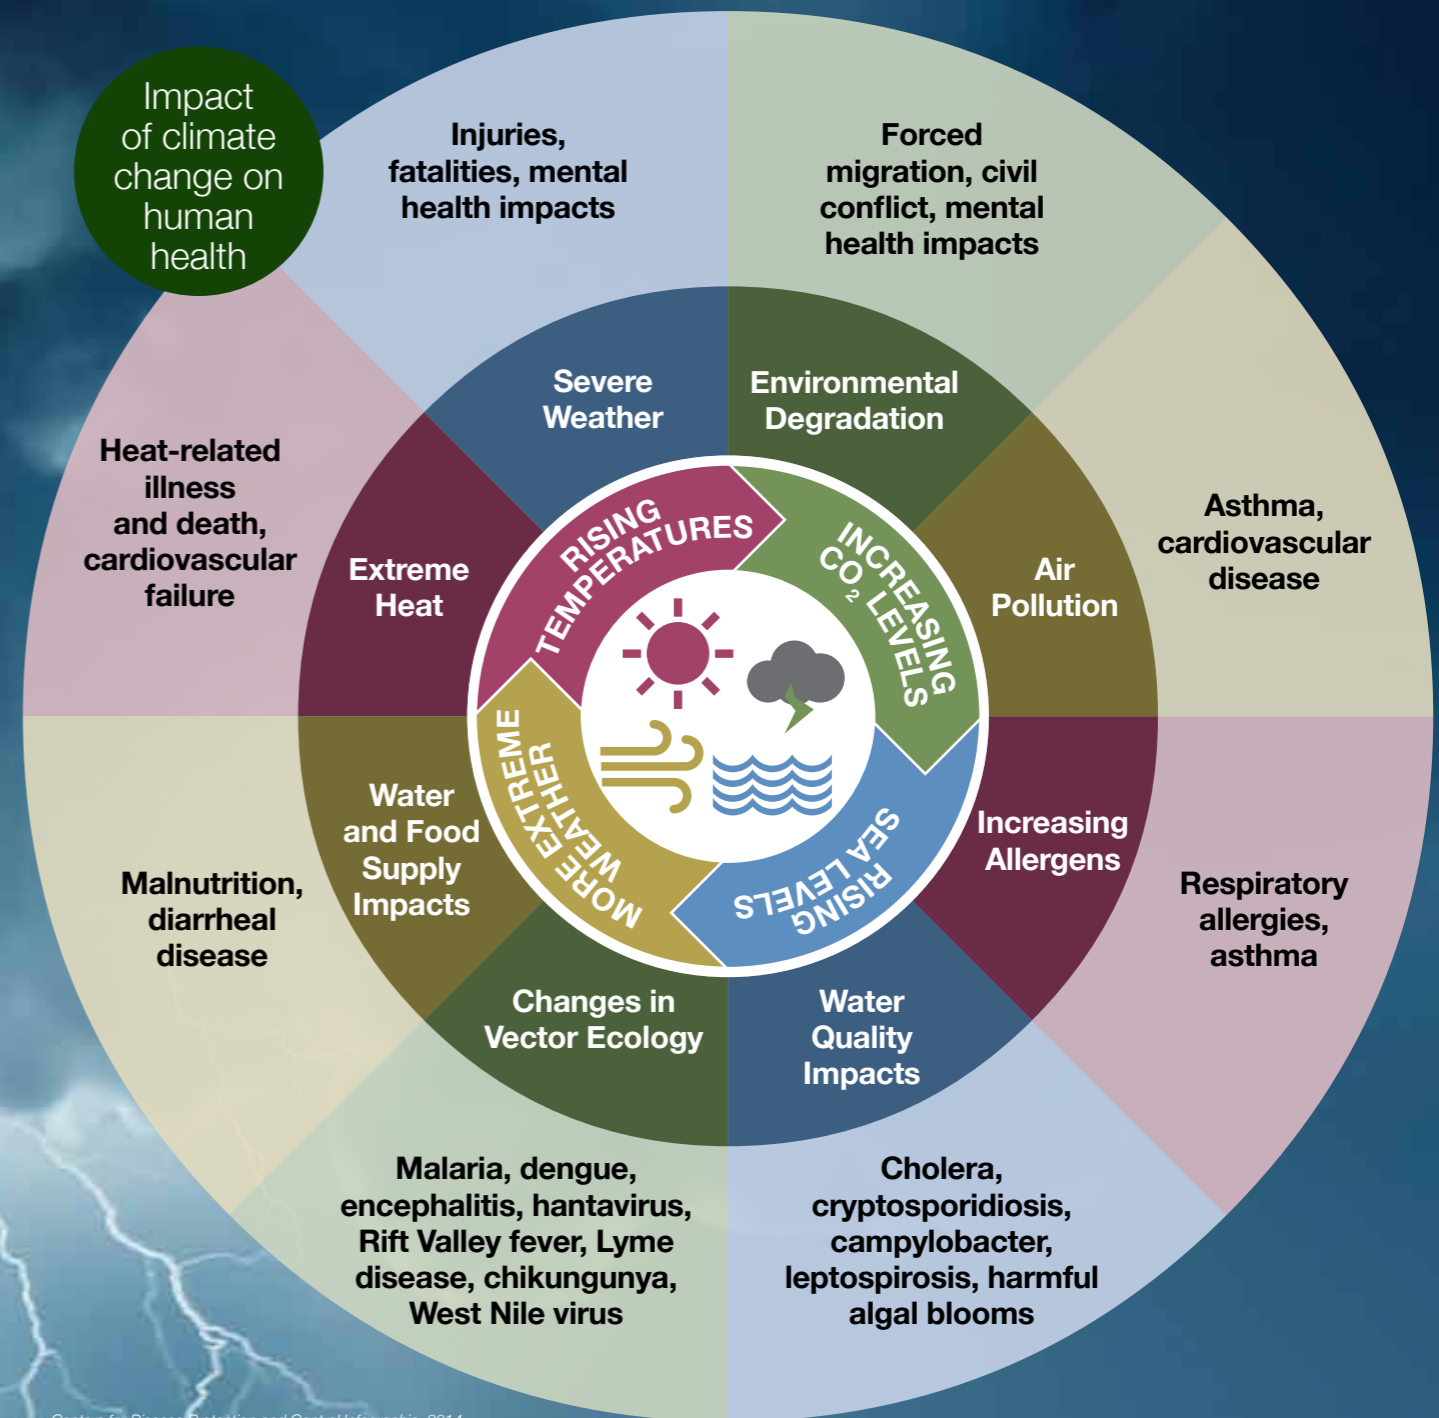 Impact
of climate
change on
human
health
Injuries,
fatalities, mental
health impacts
Forced
migration, civil
conflict, mental
health impacts
Asthma,
cardiovascular
disease
Respiratory
allergies,
asthma
Cholera,
cryptosporidiosis,
campylobacter,
leptospirosis, harmful
algal blooms
Malaria, dengue,
encephalitis, hantavirus,
Rift Valley fever, Lyme
disease, chikungunya,
West Nile virus
Malnutrition,
diarrheal
disease
Heat-related
illness
and death,
cardiovascular
failure
Severe
Weather
Environmental
Degradation
Air
Pollution
Increasing
Allergens
Water
Quality
Impacts
Changes in
Vector Ecology
Water
and Food
Supply
Impacts
Extreme
Heat
RISING
TEMPERATURES
INCREASING
CO2 LEVELS
RISING
SEA LEVELS
MORE EXTREME
WEATHER